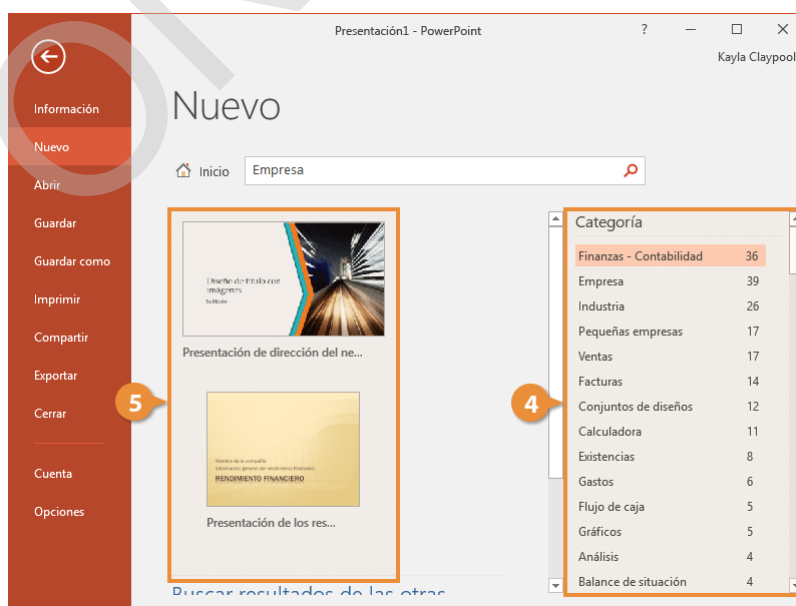 Presentación1 - PowerPoint
?
Kayla Claypool
Información
Nuevo
Abrir
Guardar
Guardar como
Imprimir
Compartir
Exportar
Cerrar
Cuenta
Opciones
Nuevo
Inicio
Empresa
Diseño de título con
imágenes
Subtítulo
Presentación de dirección del ne...
RENDIMIENTO FINANCIERO
Presentación de los res...
Buscar resultados de las otras
5
4
Categoría
Finanzas - Contabilidad 36
Empresa 39
Industria 26
Pequeñas empresas 17
Ventas 17
Facturas 14
Conjuntos de diseños 12
Calculadora 11
Existencias 8
Gastos 6
Flujo de caja 5
Gráficos 5
Análisis 4
Balance de situación 4